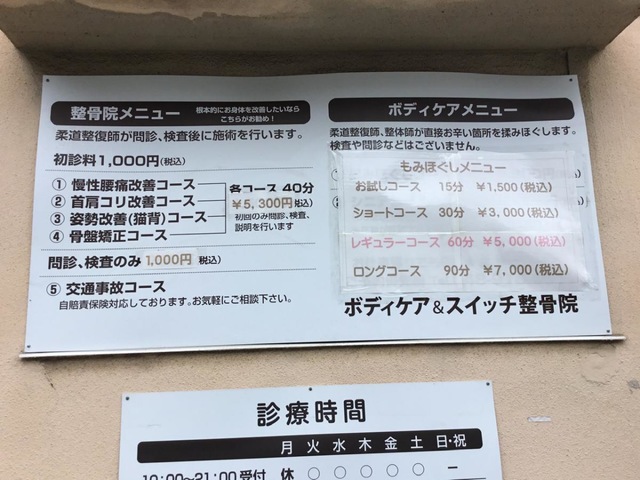 整骨院メニュー
根本的にお身体を改善したいなら
こちらがお勧め!
柔道整復師が問診、検査後に施術を行います。
初診料1,000円(税込)
① 慢性腰痛改善コース
② 首肩コリ改善コース
③ 姿勢改善(猫背)コース
④ 骨盤矯正コース
各コース 40分
¥5,300円(税込)
初回のみ問診、検査、
説明を行います
問診、検査のみ 1,000円 税込)
⑤ 交通事故コース
自賠責保険対応しております。お気軽にご相談下さい。
ボディケアメニュー
柔道整復師、整体師が直接お辛い箇所を揉みほぐします。
検査や問診などはございません。
もみほぐしメニュー
お試しコース 15分 ¥1,500(税込)
ショートコース 30分 ¥3,000(税込)
レギュラーコース 60分 ¥5,000(税込)
ロングコース 90分 ¥7,000(税込)
ボディケア&スイッチ整骨院
診療時間
月 火 水 木 金 土 日・祝
10:00~21:00受付 休 ○ ○ ○ ○ ○ ー